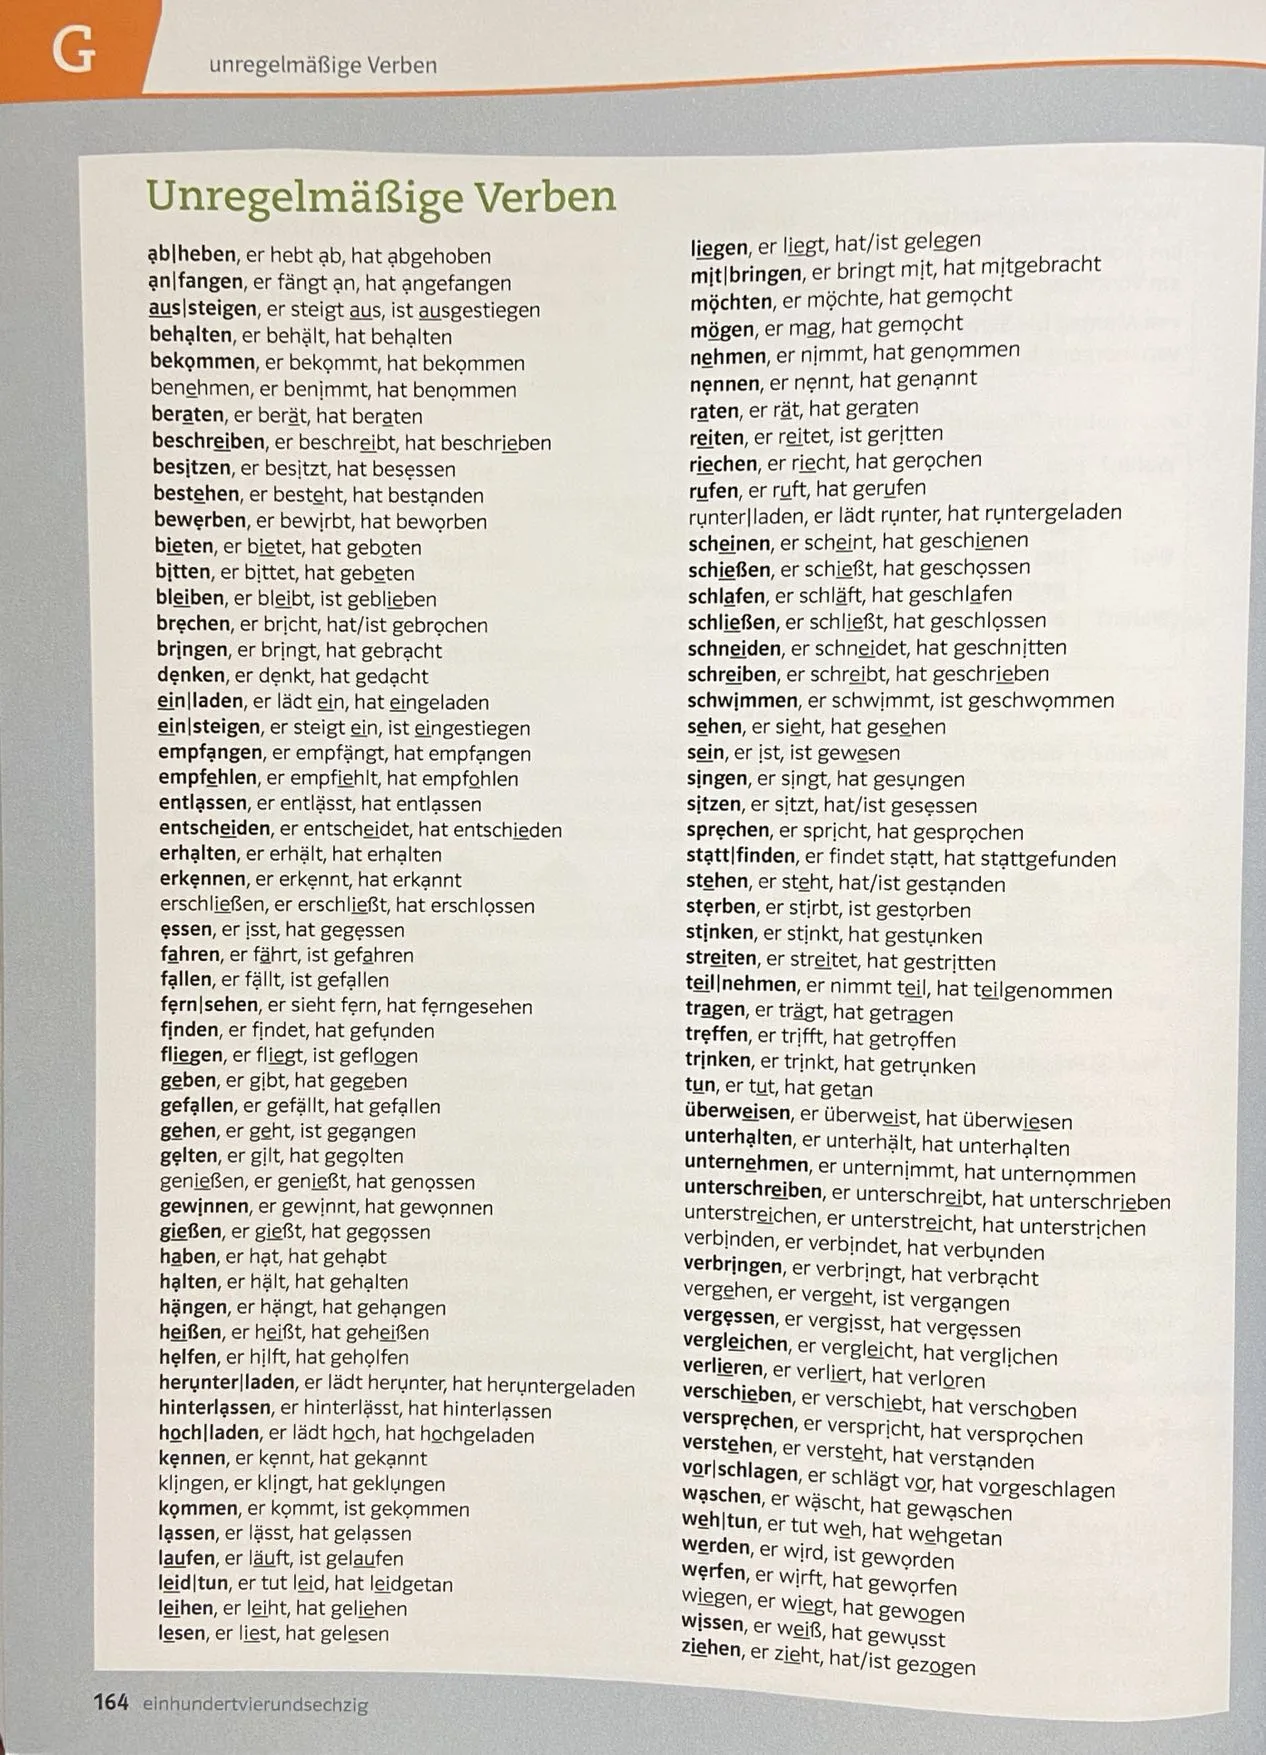 G
unregelmäßige Verben
Unregelmäßige Verben
ab|heben, er hebt ab, hat abgehoben
an|fangen, er fängt an, hat angefangen
aus|steigen, er steigt aus, ist ausgestiegen
behalten, er behält, hat behalten
bekommen, er bekommt, hat bekommen
benehmen, er benimmt, hat benommen
beraten, er berät, hat beraten
beschreiben, er beschreibt, hat beschrieben
besitzen, er besitzt, hat besessen
bestehen, er besteht, hat bestanden
bewerben, er bewirbt, hat beworben
bieten, er bietet, hat geboten
bitten, er bittet, hat gebeten
bleiben, er bleibt, ist geblieben
brechen, er bricht, hat/ist gebrochen
bringen, er bringt, hat gebracht
denken, er denkt, hat gedacht
ein|laden, er lädt ein, hat eingeladen
ein|steigen, er steigt ein, ist eingestiegen
empfangen, er empfängt, hat empfangen
empfehlen, er empfiehlt, hat empfohlen
entlassen, er entlässt, hat entlassen
entscheiden, er entscheidet, hat entschieden
erhalten, er erhält, hat erhalten
erkennen, er erkennt, hat erkannt
erschließen, er erschließt, hat erschlossen
essen, er isst, hat gegessen
fahren, er fährt, ist gefahren
fallen, er fällt, ist gefallen
fern|sehen, er sieht fern, hat ferngesehen
finden, er findet, hat gefunden
fliegen, er fliegt, ist geflogen
geben, er gibt, hat gegeben
gefallen, er gefällt, hat gefallen
gehen, er geht, ist gegangen
gelten, er gilt, hat gegolten
genießen, er genießt, hat genossen
gewinnen, er gewinnt, hat gewonnen
gießen, er gießt, hat gegossen
haben, er hat, hat gehabt
halten, er hält, hat gehalten
hängen, er hängt, hat gehangen
heißen, er heißt, hat geheißen
helfen, er hilft, hat geholfen
herunter|laden, er lädt herunter, hat heruntergeladen
hinterlassen, er hinterlässt, hat hinterlassen
hoch|laden, er lädt hoch, hat hochgeladen
kennen, er kennt, hat gekannt
klingen, er klingt, hat geklungen
kommen, er kommt, ist gekommen
lassen, er lässt, hat gelassen
laufen, er läuft, ist gelaufen
leid|tun, er tut leid, hat leidgetan
leihen, er leiht, hat geliehen
lesen, er liest, hat gelesen
liegen, er liegt, hat/ist gelegen
mit|bringen, er bringt mit, hat mitgebracht
möchten, er möchte, hat gemocht
mögen, er mag, hat gemocht
nehmen, er nimmt, hat genommen
nennen, er nennt, hat genannt
raten, er rät, hat geraten
reiten, er reitet, ist geritten
riechen, er riecht, hat gerochen
rufen, er ruft, hat gerufen
runter|laden, er lädt runter, hat runtergeladen
scheinen, er scheint, hat geschienen
schießen, er schießt, hat geschossen
schlafen, er schläft, hat geschlafen
schließen, er schließt, hat geschlossen
schneiden, er schneidet, hat geschnitten
schreiben, er schreibt, hat geschrieben
schwimmen, er schwimmt, ist geschwommen
sehen, er sieht, hat gesehen
sein, er ist, ist gewesen
singen, er singt, hat gesungen
sitzen, er sitzt, hat/ist gesessen
sprechen, er spricht, hat gesprochen
statt|finden, er findet statt, hat stattgefunden
stehen, er steht, hat/ist gestanden
sterben, er stirbt, ist gestorben
stinken, er stinkt, hat gestunken
streiten, er streitet, hat gestritten
teil|nehmen, er nimmt teil, hat teilgenommen
tragen, er trägt, hat getragen
treffen, er trifft, hat getroffen
trinken, er trinkt, hat getrunken
tun, er tut, hat getan
überweisen, er überweist, hat überwiesen
unterhalten, er unterhält, hat unterhalten
unternehmen, er unternimmt, hat unternommen
unterschreiben, er unterschreibt, hat unterschrieben
unterstreichen, er unterstreicht, hat unterstrichen
verbinden, er verbindet, hat verbunden
verbringen, er verbringt, hat verbracht
vergehen, er vergeht, ist vergangen
vergessen, er vergisst, hat vergessen
vergleichen, er vergleicht, hat verglichen
verlieren, er verliert, hat verloren
verschieben, er verschiebt, hat verschoben
versprechen, er verspricht, hat versprochen
verstehen, er versteht, hat verstanden
vor|schlagen, er schlägt vor, hat vorgeschlagen
waschen, er wäscht, hat gewaschen
weh|tun, er tut weh, hat wehgetan
werden, er wird, ist geworden
werfen, er wirft, hat geworfen
wiegen, er wiegt, hat gewogen
wissen, er weiß, hat gewusst
ziehen, er zieht, hat/ist gezogen
164 einhundertvierundsechzig